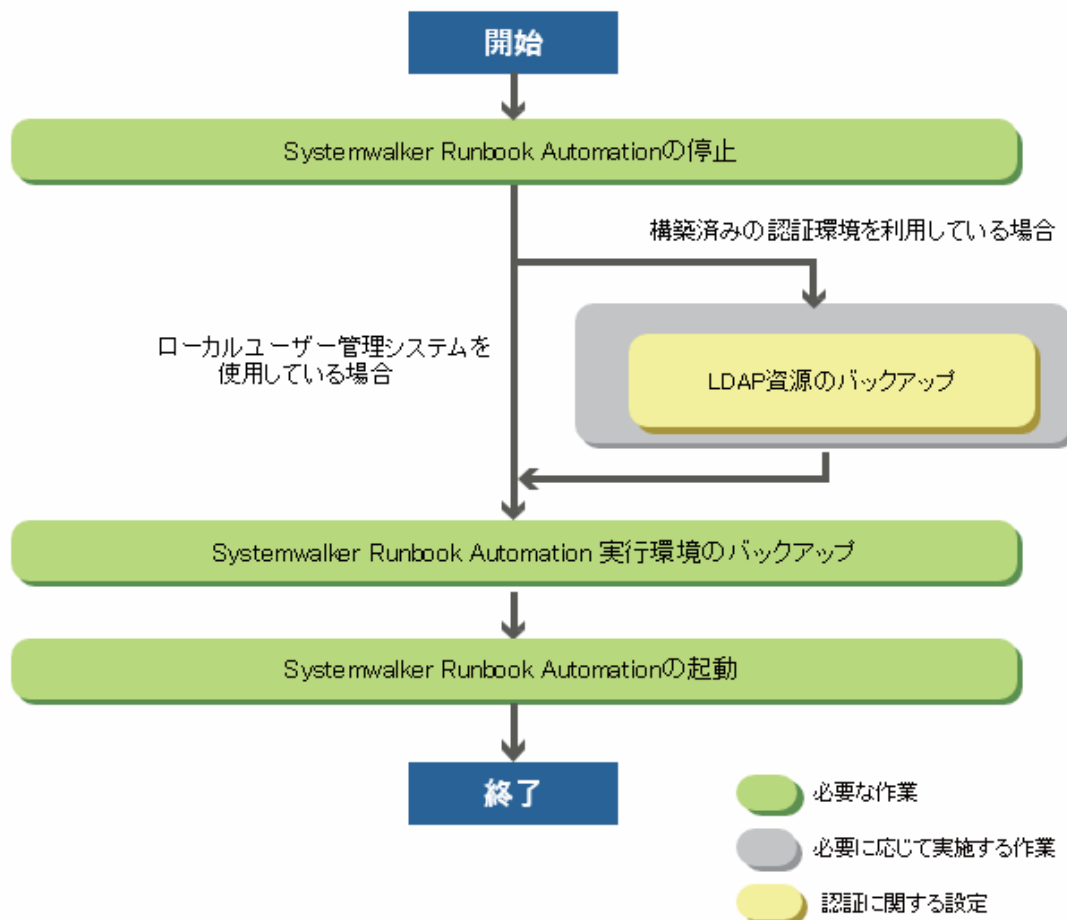 開始
Systemwalker Runbook Automationの停止
構築済みの認証環境を利用している場合
ローカルユーザー管理システムを
使用している場合
LDAP資源のバックアップ
Systemwalker Runbook Automation 実行環境のバックアップ
Systemwalker Runbook Automationの起動
終了
必要な作業
必要に応じて実施する作業
認証に関する設定